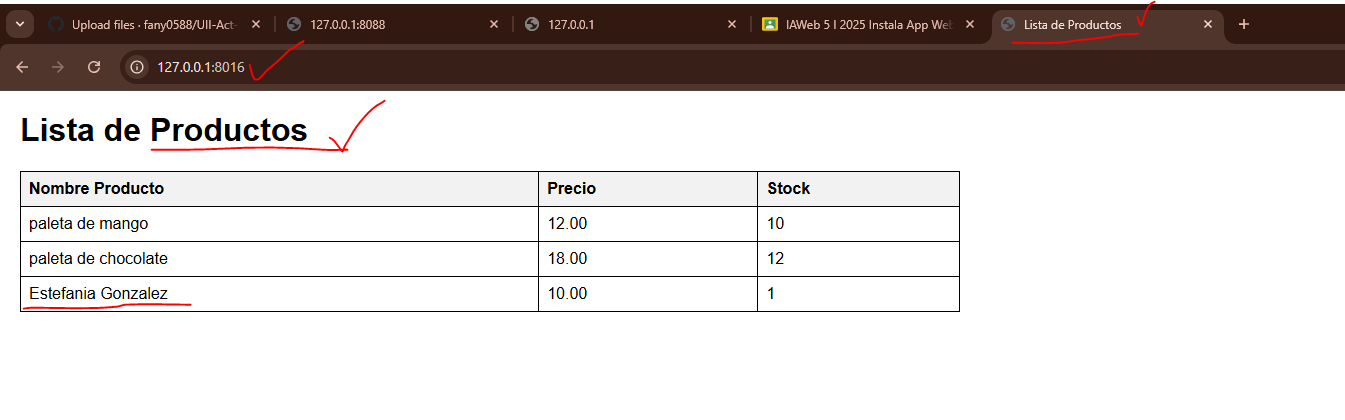 Upload files · fany0588/UII-Act-
127.0.0.1:8088
127.0.0.1
IAWeb 5 I 2025 Instala App Web
Lista de Productos
127.0.0.1:8016
Lista de Productos
Nombre Producto Precio Stock
paleta de mango 12.00 10
paleta de chocolate 18.00 12
Estefania Gonzalez 10.00 1